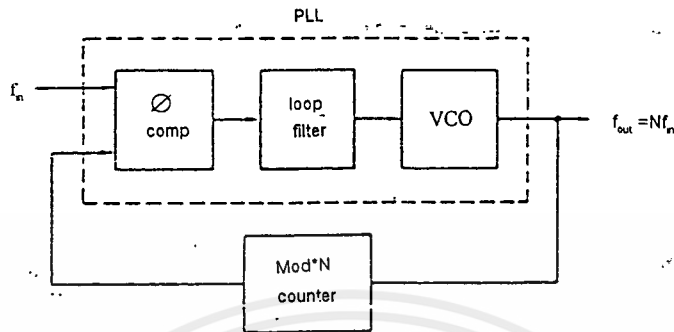 PLL
f_in
Ø
comp
loop
filter
VCO
f_out =Nf_in
Mod*N
counter